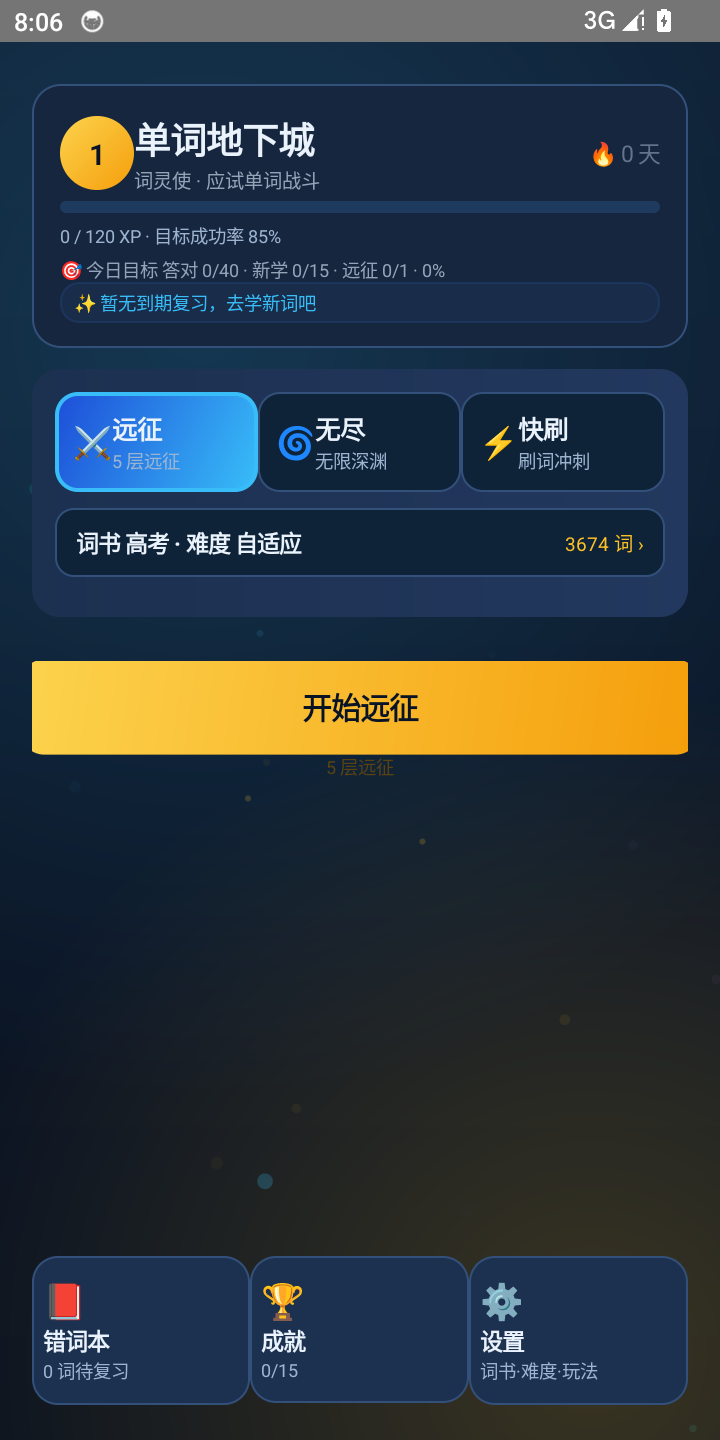 8:06 3G
1 单词地下城
词灵使 · 应试单词战斗
🔥 0 天
0 / 120 XP · 目标成功率 85%
🎯 今日目标 答对 0/40 · 新学 0/15 · 远征 0/1 · 0%
✨ 暂无到期复习，去学新词吧
⚔️ 远征
5 层远征
🌀 无尽
无限深渊
⚡ 快刷
刷词冲刺
词书 高考 · 难度 自适应 3674 词 ›
开始远征
5 层远征
📕
错词本
0 词待复习
🏆
成就
0/15
⚙️
设置
词书·难度·玩法